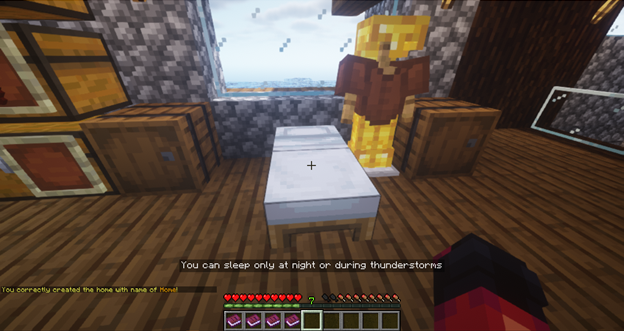 You can sleep only at night or during thunderstorms
You correctly created the home with name of Home!
7